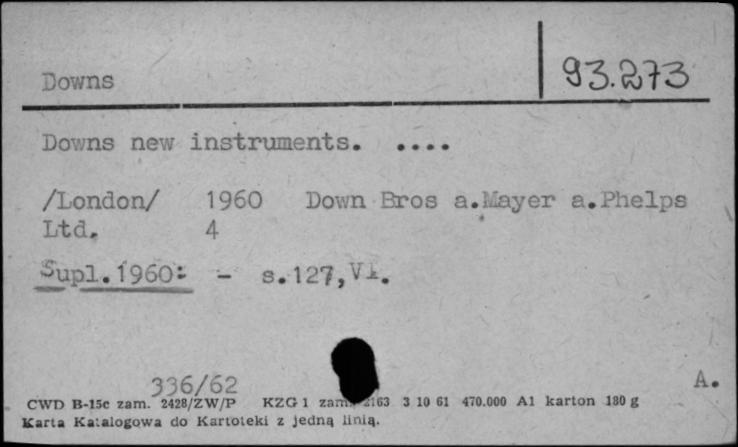 Downs 93.273
Downs new instruments. ....
/London/ 1960 Down Bros a.Mayer a.Phelps
Ltd. 4
Supl.1960: - s.127,VI.
336/62 A.
CWD B-15c zam. 2428/ZW/P KZG 1 zam. 2163 3 10 61 470.000 A1 karton 180 g
Karta Katalogowa do Kartoteki z jedną linią.